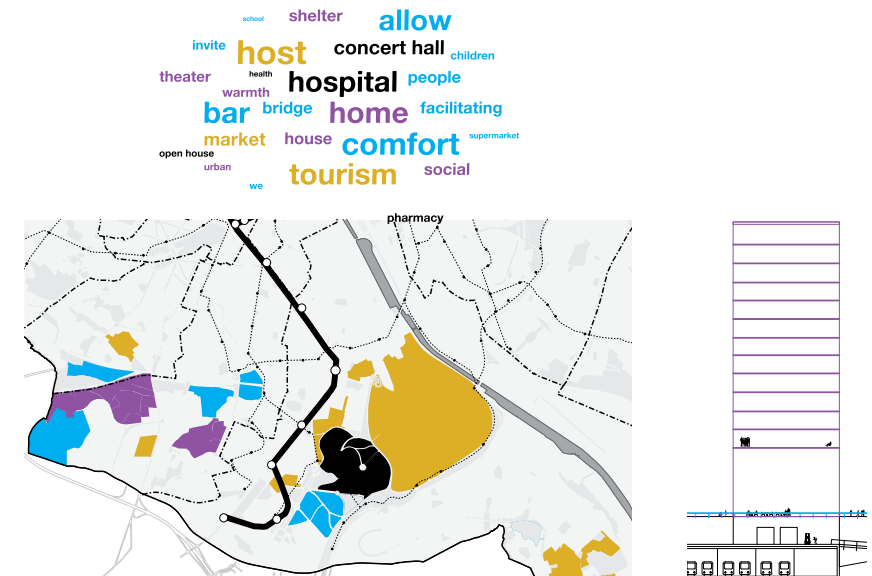 school shelter allow
invite host concert hall children
theater health hospital people
warmth
bar bridge home facilitating
market house comfort supermarket
open house
urban tourism social
we
pharmacy